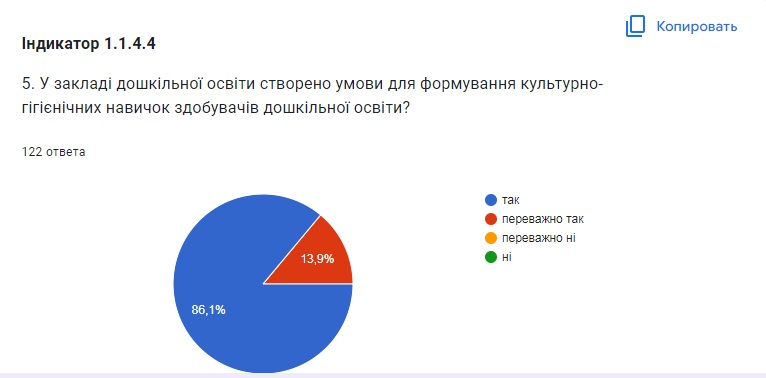 Копировать
Індикатор 1.1.4.4
5. У закладі дошкільної освіти створено умови для формування культурно-
гігієнічних навичок здобувачів дошкільної освіти?
122 ответа
так
переважно так
переважно ні
ні
13,9%
86,1%